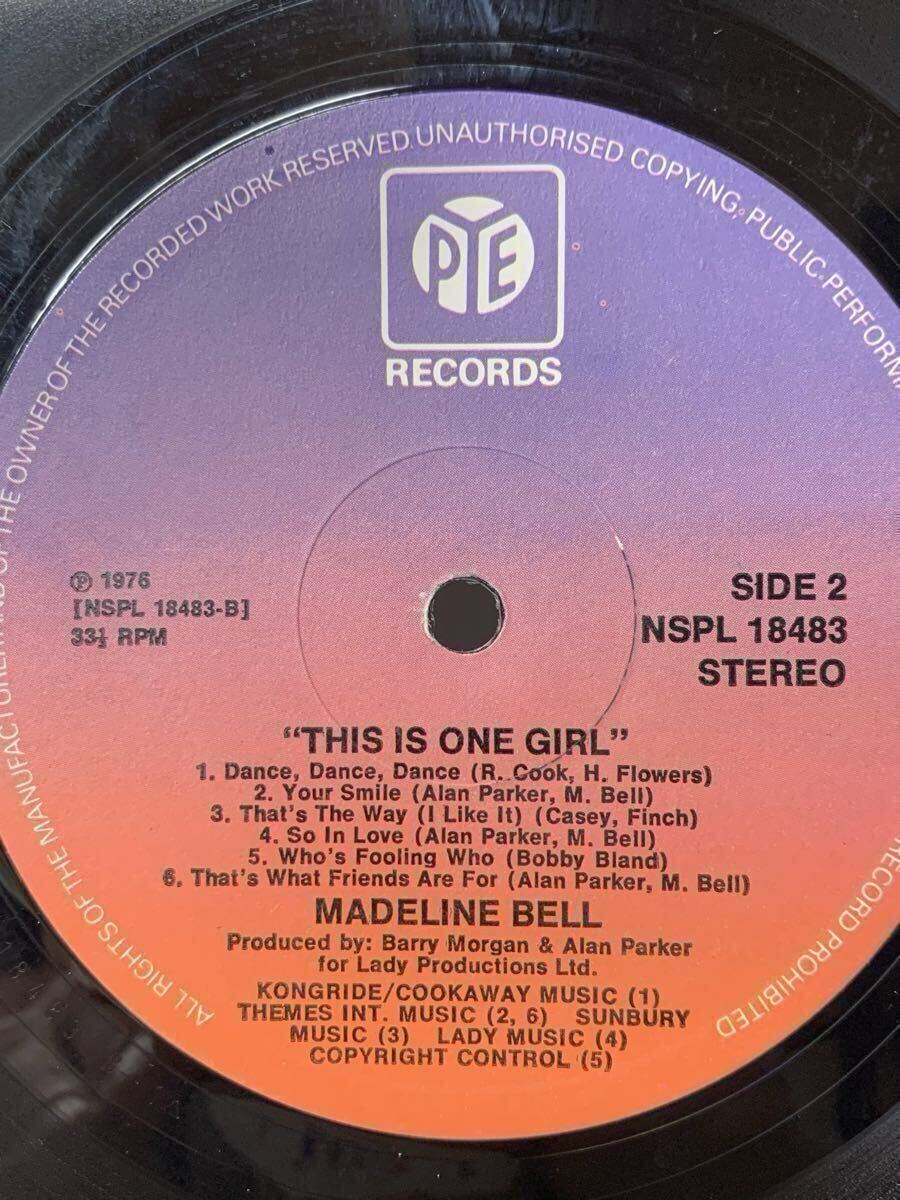 ALL RIGHTS OF THE MANUFACTURER AND OF THE OWNER OF THE RECORDED WORK RESERVED. UNAUTHORISED COPYING, PUBLIC PERFORM
RECORD PROHIBITED
PYE
RECORDS
Ⓟ 1976
[NSPL 18483-B]
33⅓ RPM
SIDE 2
NSPL 18483
STEREO
"THIS IS ONE GIRL"
1. Dance, Dance, Dance (R. Cook, H. Flowers)
2. Your Smile (Alan Parker, M. Bell)
3. That's The Way (I Like It) (Casey, Finch)
4. So In Love (Alan Parker, M. Bell)
5. Who's Fooling Who (Bobby Bland)
6. That's What Friends Are For (Alan Parker, M. Bell)
MADELINE BELL
Produced by: Barry Morgan & Alan Parker
for Lady Productions Ltd.
KONGRIDE/COOKAWAY MUSIC (1)
THEMES INT. MUSIC (2, 6) SUNBURY
MUSIC (3) LADY MUSIC (4)
COPYRIGHT CONTROL (5)